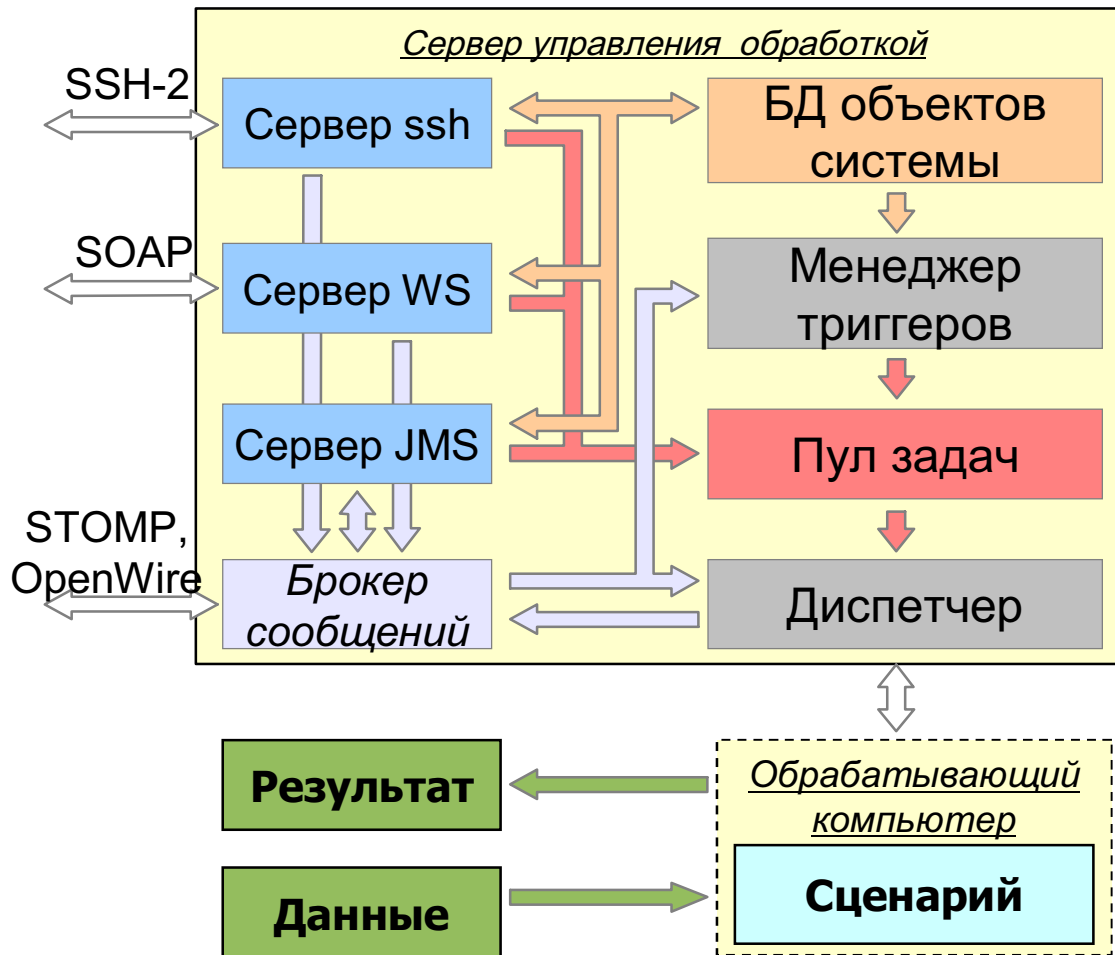 Сервер управления обработкой
SSH-2
Сервер ssh
БД объектов
системы
SOAP
Сервер WS
Менеджер
триггеров
Сервер JMS
Пул задач
STOMP,
OpenWire
Брокер
сообщений
Диспетчер
Результат
Обрабатывающий
компьютер
Данные
Сценарий